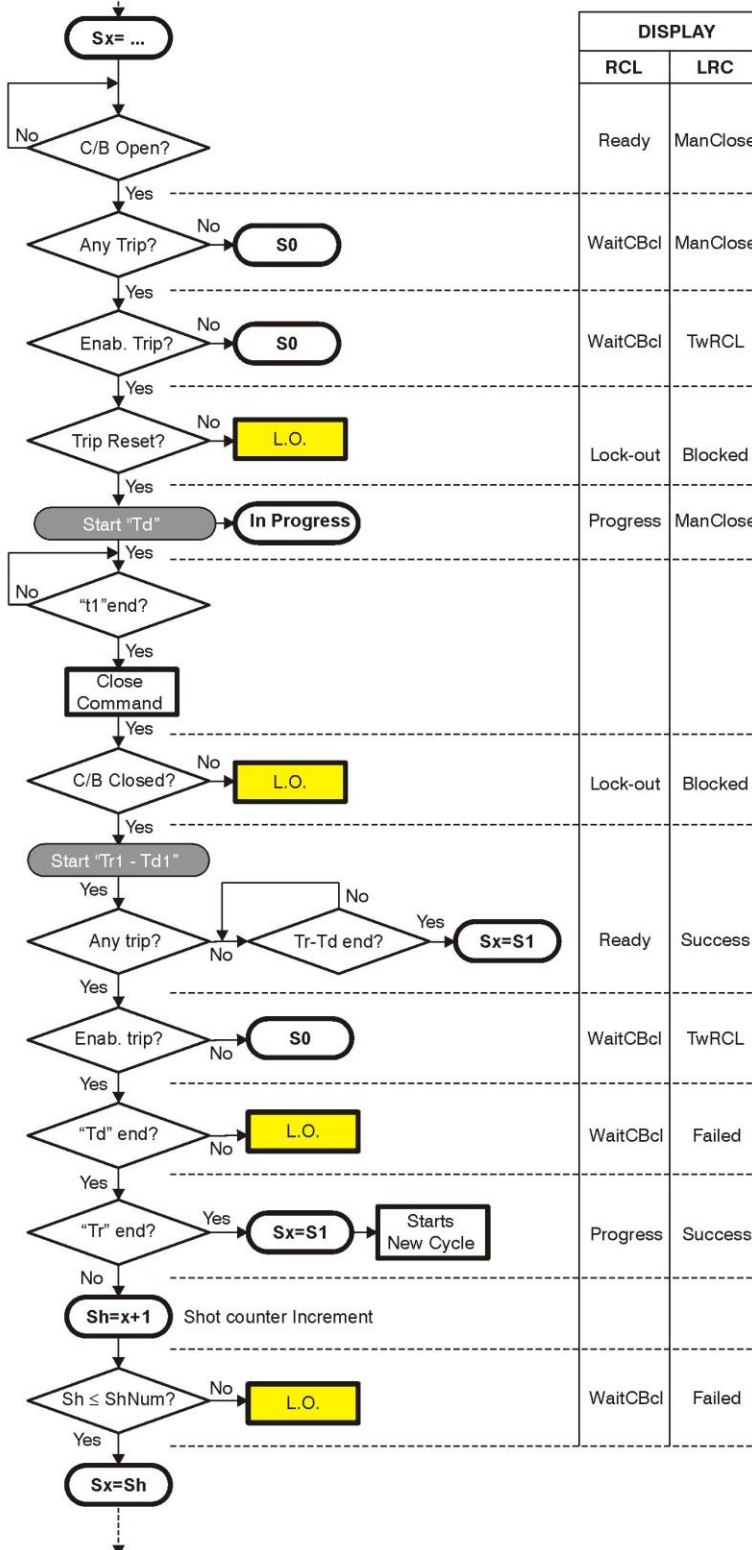 Sx= ...
DISPLAY
RCL LRC
No
C/B Open?
Ready ManClose
Yes
Any Trip?
No
S0
WaitCBcl ManClose
Yes
Enab. Trip?
No
S0
WaitCBcl TwRCL
Yes
Trip Reset?
No
L.O.
Lock-out Blocked
Yes
Start "Td"
In Progress
Progress ManClose
Yes
No
"t1"end?
Yes
Close
Command
Yes
C/B Closed?
No
L.O.
Lock-out Blocked
Yes
Start "Tr1 - Td1"
Yes
No
Any trip?
No
Tr-Td end?
Yes
Sx=S1
Ready Success
Yes
Enab. trip?
No
S0
WaitCBcl TwRCL
Yes
"Td" end?
No
L.O.
WaitCBcl Failed
Yes
"Tr" end?
Yes
Sx=S1
Starts
New Cycle
Progress Success
No
Sh=x+1
Shot counter Increment
Sh ≤ ShNum?
No
L.O.
WaitCBcl Failed
Yes
Sx=Sh